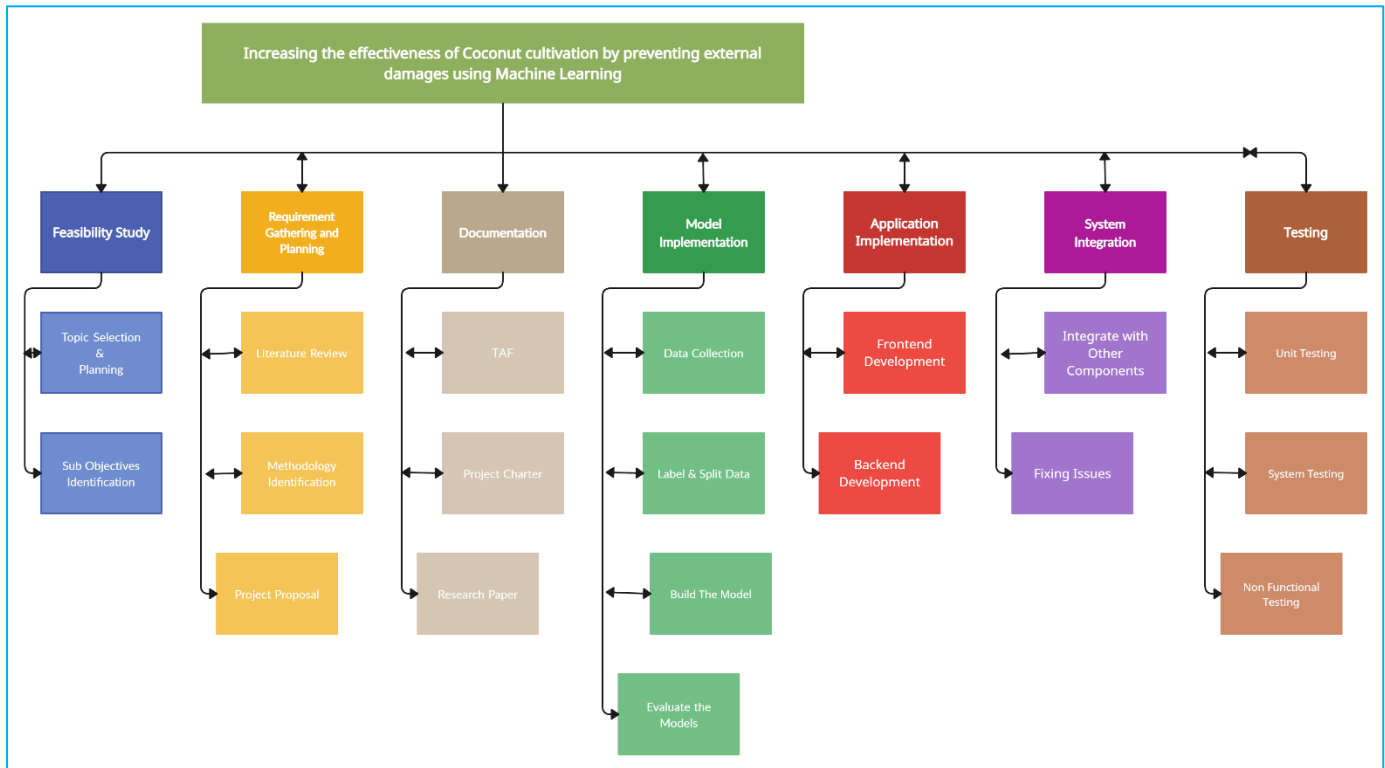 Increasing the effectiveness of Coconut cultivation by preventing external
damages using Machine Learning
Feasibility Study
Requirement
Gathering and
Planning
Documentation
Model
Implementation
Application
Implementation
System
Integration
Testing
Topic Selection
&
Planning
Literature Review
TAF
Data Collection
Frontend
Development
Integrate with
Other
Components
Unit Testing
Sub Objectives
Identification
Methodology
Identification
Project Charter
Label & Split Data
Backend
Development
Fixing Issues
System Testing
Project Proposal
Research Paper
Build The Model
Non Functional
Testing
Evaluate the
Models